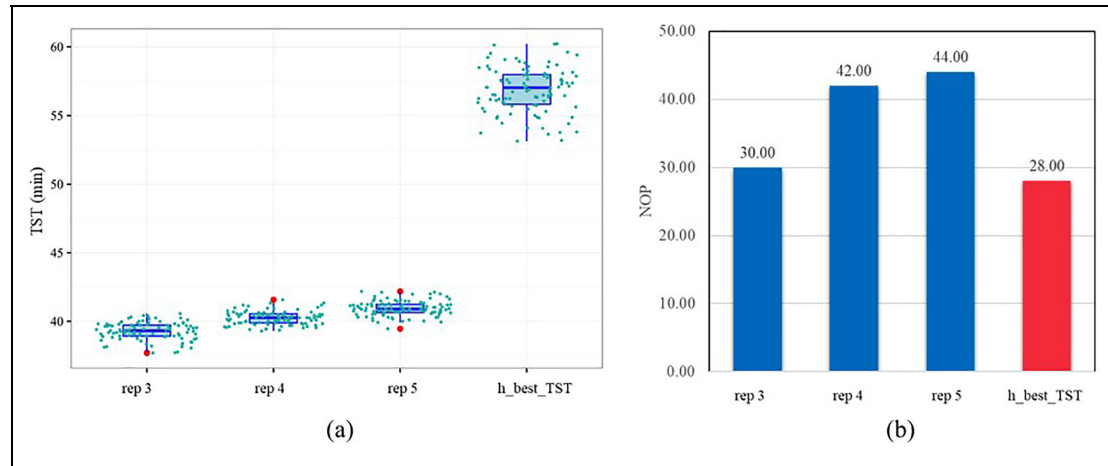 60
55
50
45
40
TST (min)
rep 3
rep 4
rep 5
h_best_TST
(a)
50.00
40.00
30.00
20.00
10.00
0.00
NOP
30.00
42.00
44.00
28.00
rep 3
rep 4
rep 5
h_best_TST
(b)